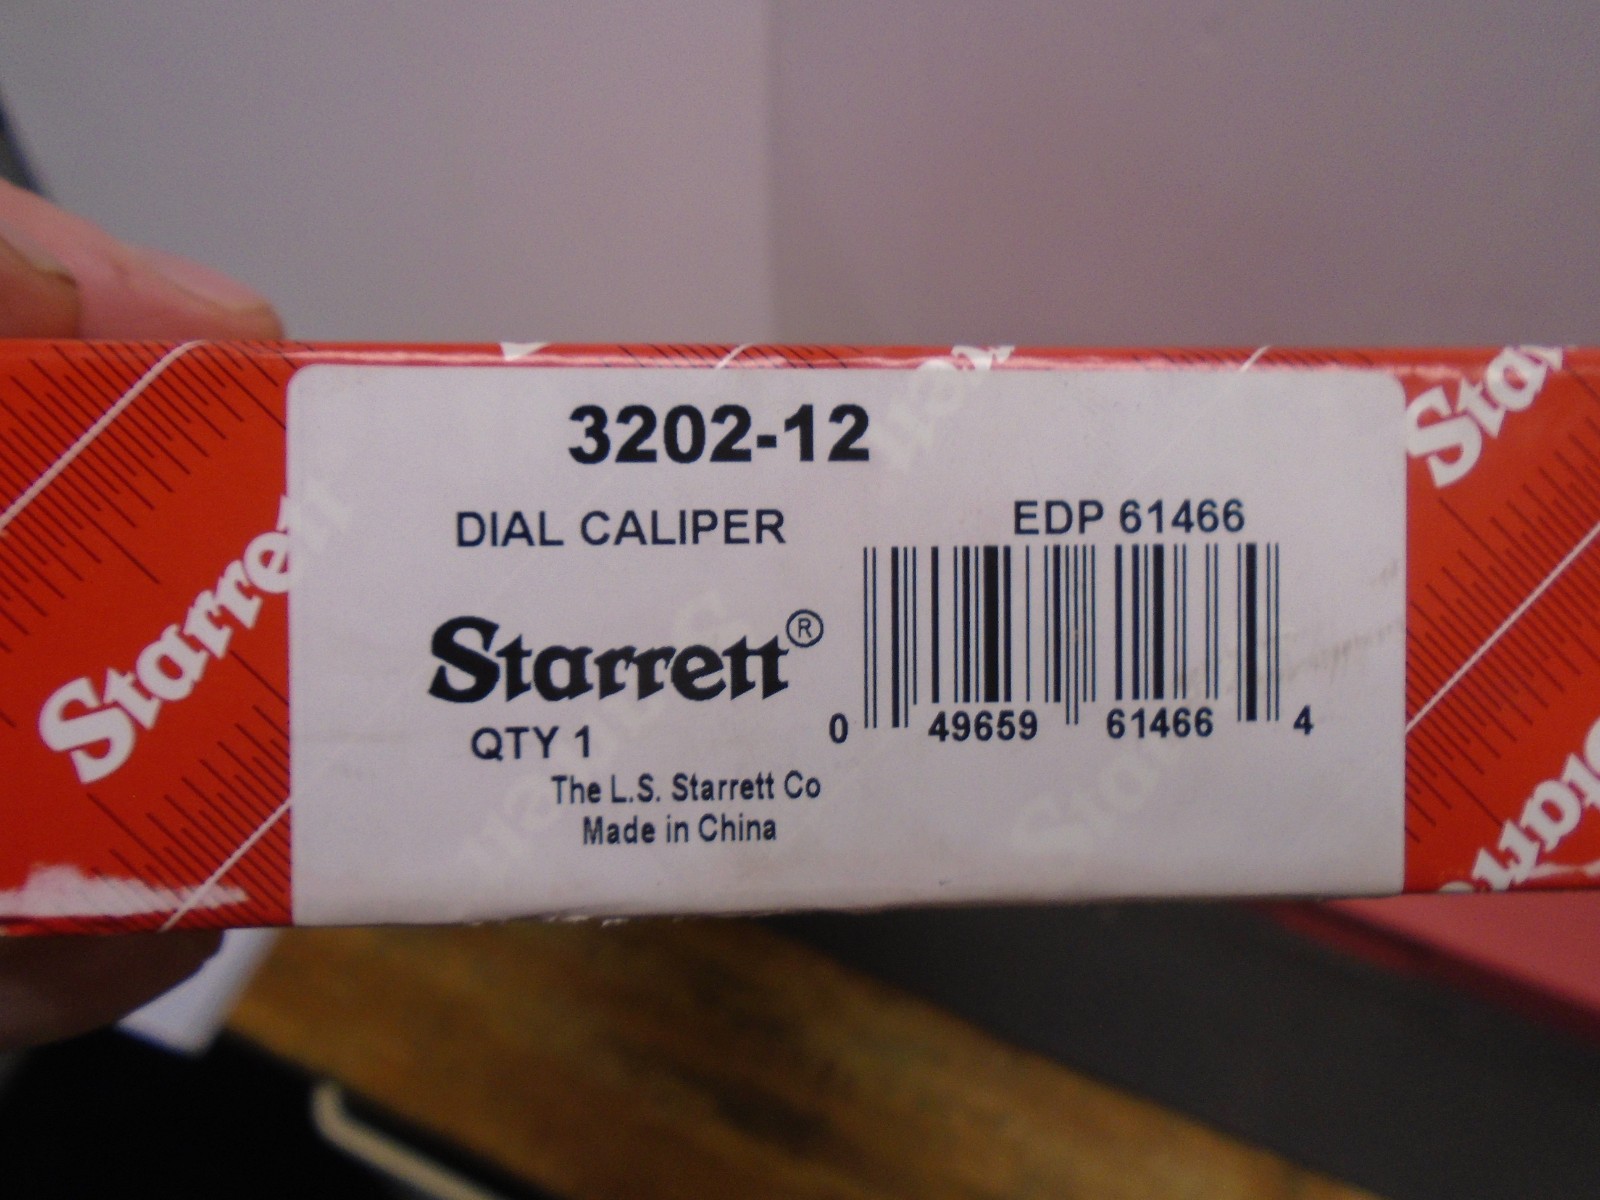 3202-12
DIAL CALIPER
EDP 61466
Starrett®
0 49659 61466 4
QTY 1
The L.S. Starrett Co
Made in China
Starrett
Star